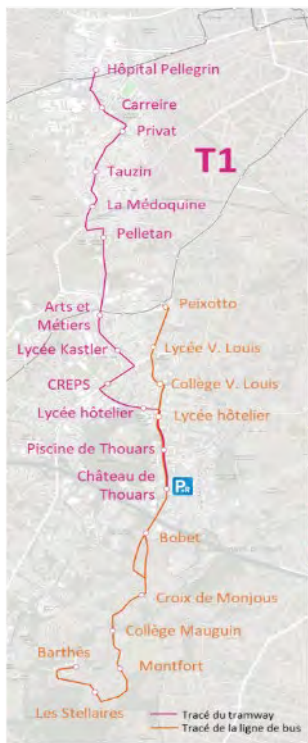 Hôpital Pellegrin
Carreire
Privat
T1
Tauzin
La Médoquine
Pelletan
Arts et
Métiers
Peixotto
Lycée Kastler
Lycée V. Louis
CREPS
Collège V. Louis
Lycée hôtelier
Lycée hôtelier
Piscine de Thouars
Château de
Thouars
Bobet
Croix de Monjous
Collège Mauguin
Barthès
Montfort
Les Stellaires
Tracé du tramway
Tracé de la ligne de bus